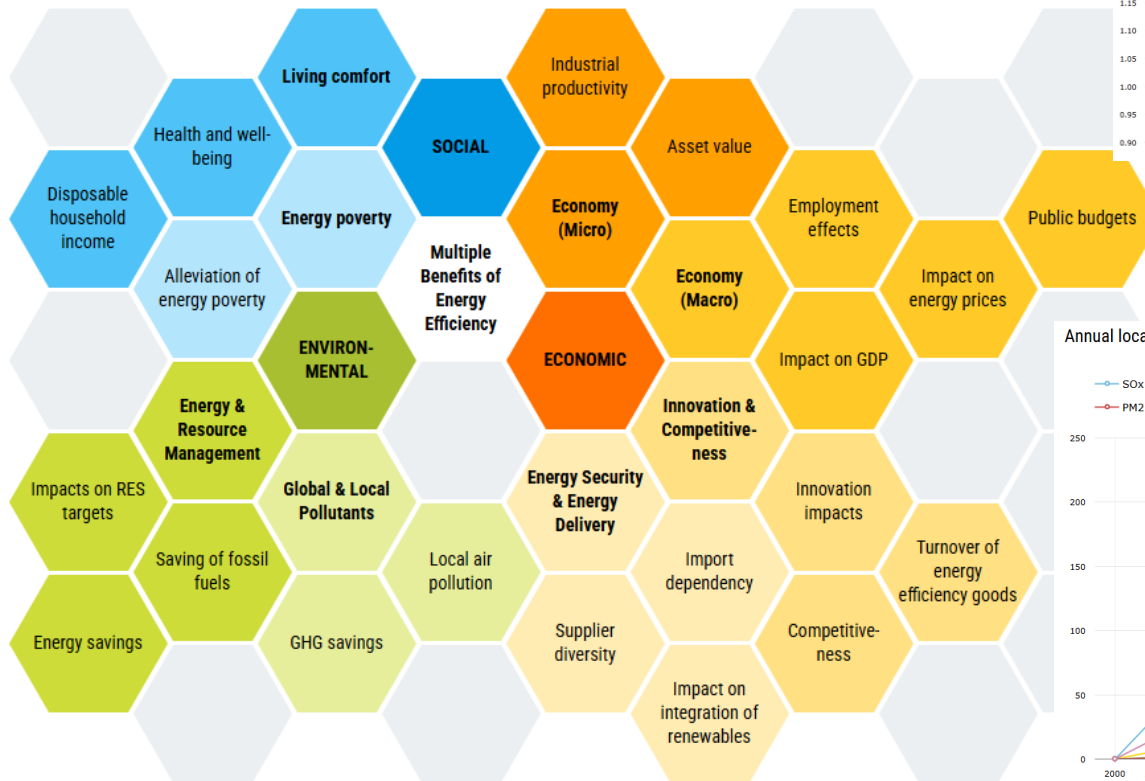 Living comfort
Industrial
productivity
Health and well-
being
SOCIAL
Asset value
Disposable
household
income
Energy poverty
Economy
(Micro)
Employment
effects
Public budgets
Alleviation of
energy poverty
Multiple
Benefits of
Energy
Efficiency
Economy
(Macro)
Impact on
energy prices
ENVIRON-
MENTAL
ECONOMIC
Impact on GDP
Energy &
Resource
Management
Innovation &
Competitive-
ness
Impacts on RES
targets
Global & Local
Pollutants
Energy Security
& Energy
Delivery
Innovation
impacts
Saving of fossil
fuels
Local air
pollution
Import
dependency
Turnover of
energy
efficiency goods
Energy savings
GHG savings
Supplier
diversity
Competitive-
ness
Impact on
integration of
renewables
1.15
1.10
1.05
1.00
0.95
0.90
Annual loca
SOx
PM2
250
200
150
100
50
0
2000